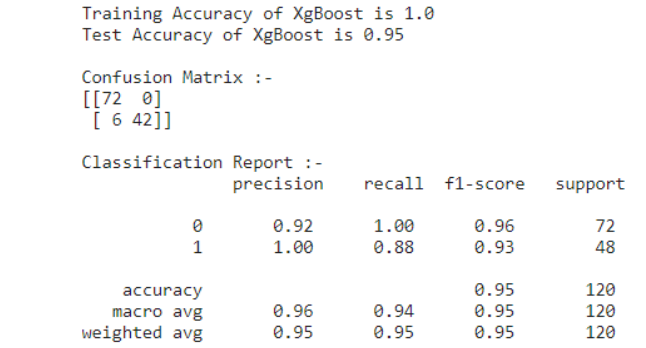 Training Accuracy of XgBoost is 1.0
Test Accuracy of XgBoost is 0.95
Confusion Matrix :-
[[72  0]
 [ 6 42]]
Classification Report :-
precision recall f1-score support
0 0.92 1.00 0.96 72
1 1.00 0.88 0.93 48
accuracy 0.95 120
macro avg 0.96 0.94 0.95 120
weighted avg 0.95 0.95 0.95 120